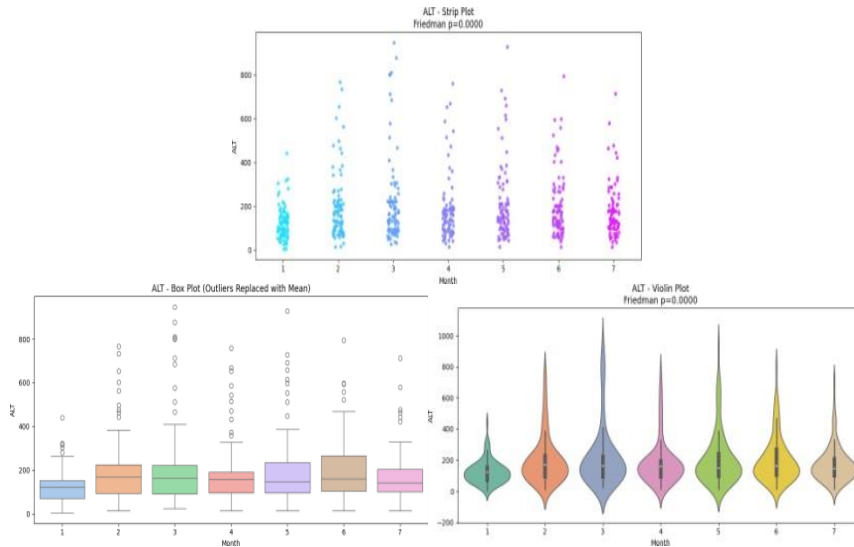 ALT - Strip Plot
Friedman p=0.0000
ALT
800
600
400
200
0
1 2 3 4 5 6 7
Month
ALT - Box Plot (Outliers Replaced with Mean)
ALT
800
600
400
200
0
1 2 3 4 5 6 7
Month
ALT - Violin Plot
Friedman p=0.0000
ALT
1000
800
600
400
200
0
−200
1 2 3 4 5 6 7
Month